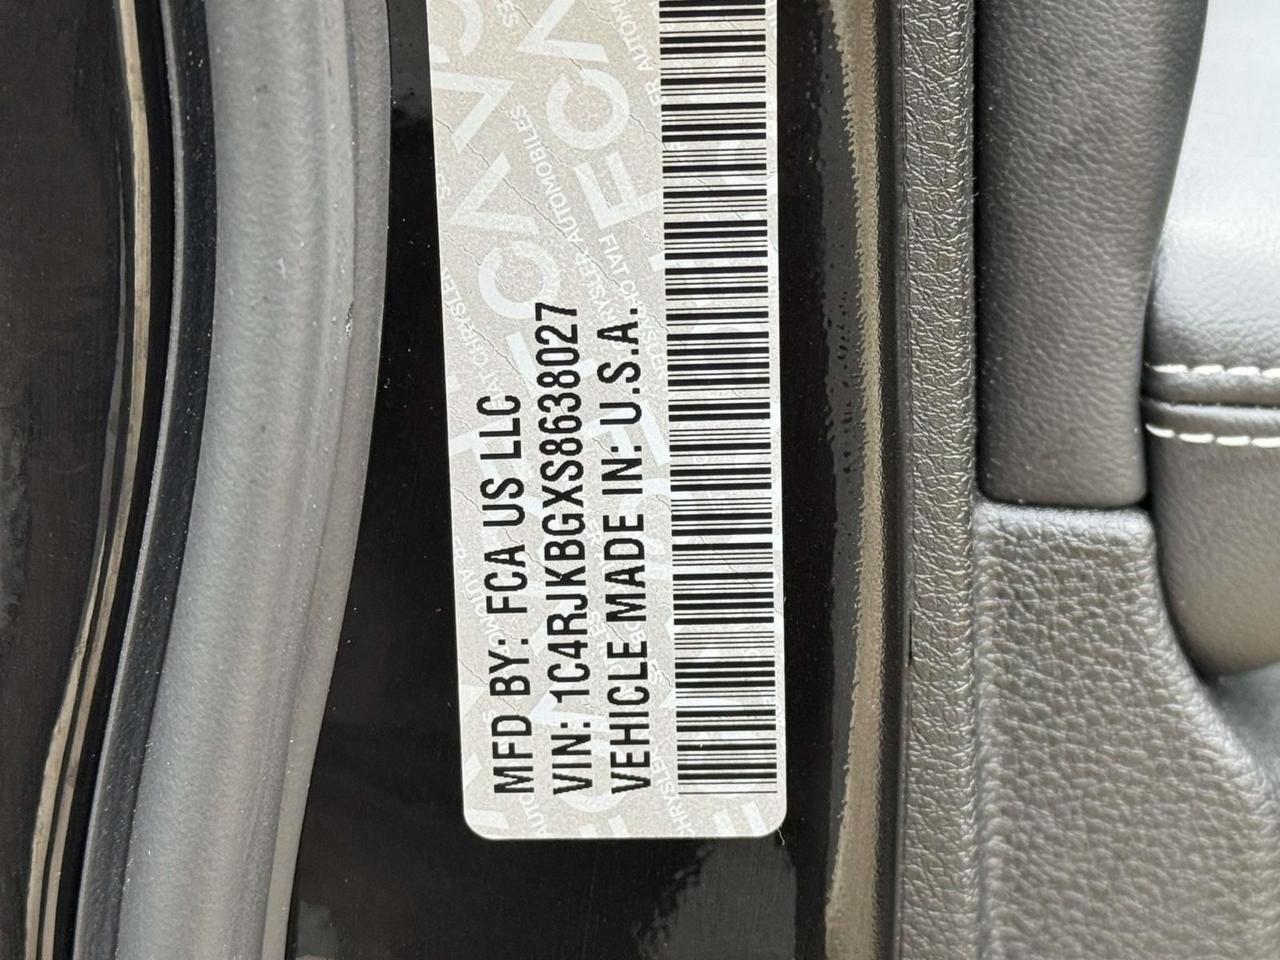 MFD BY: FCA US LLC
VIN: 1C4RJKBGXS8638027
VEHICLE MADE IN: U.S.A.